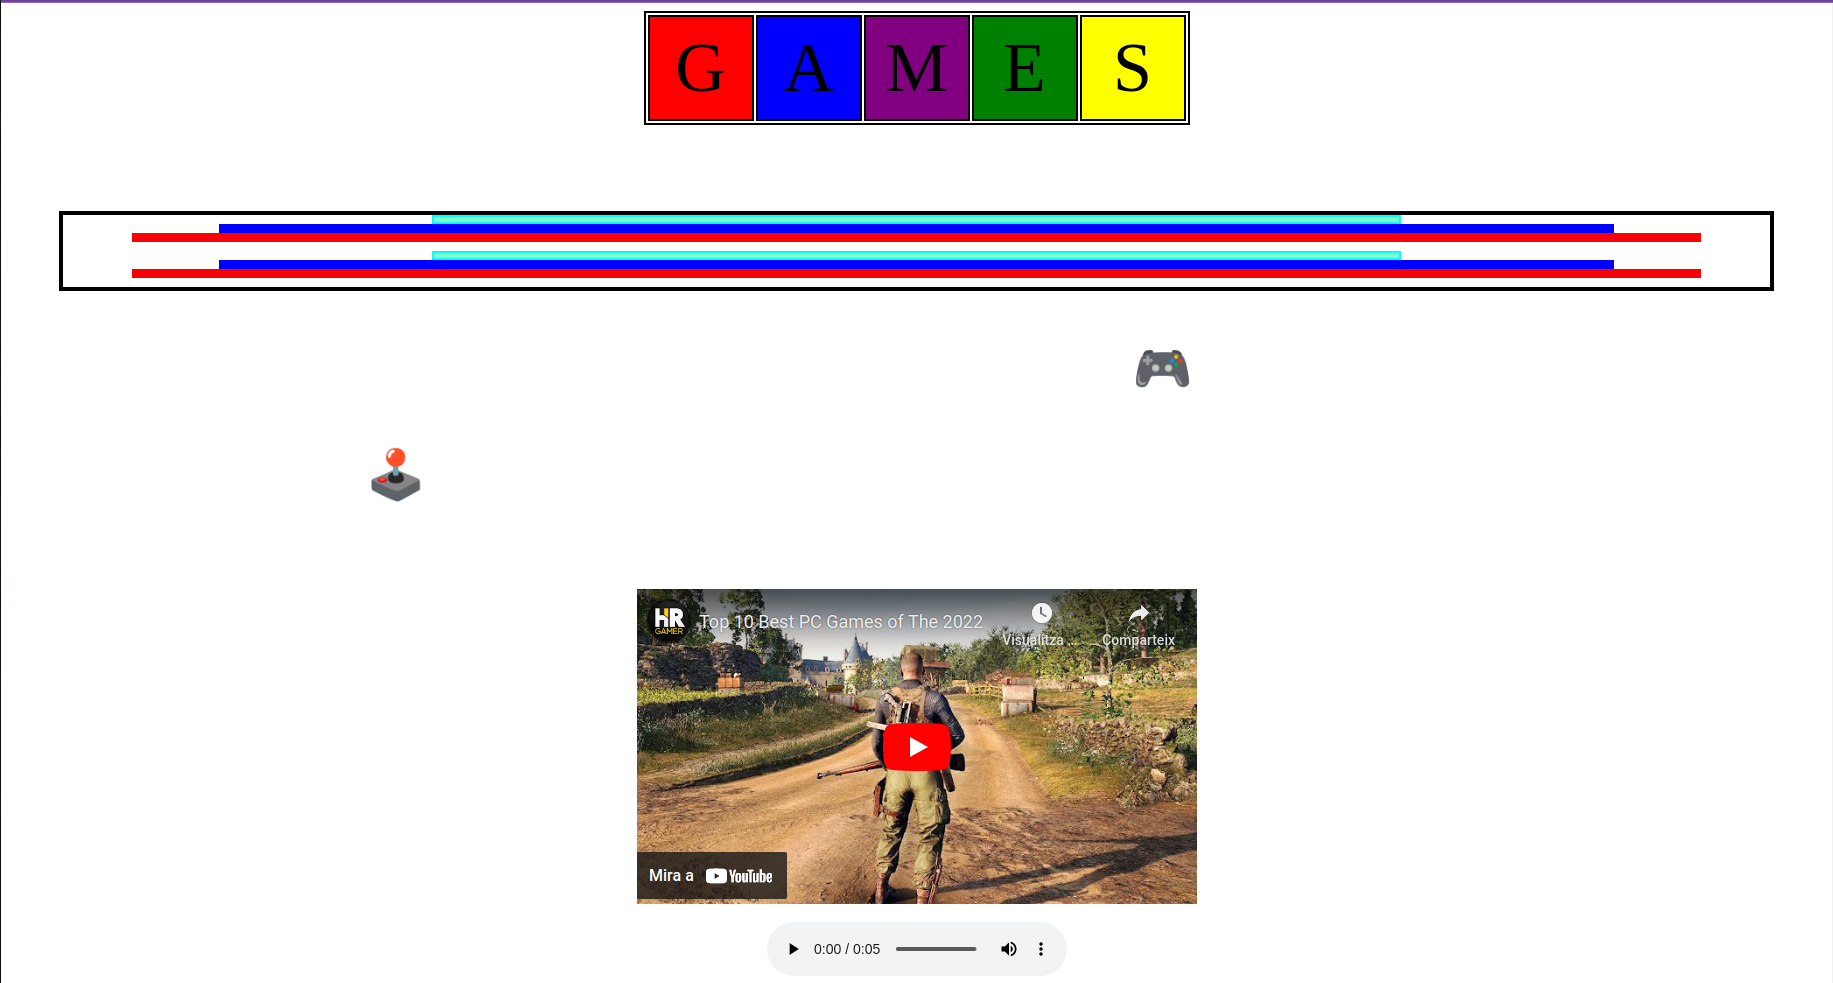 G A M E S
HR
GAMER
Top 10 Best PC Games of The 2022
Visualitza ... Comparteix
Mira a YouTube
0:00 / 0:05